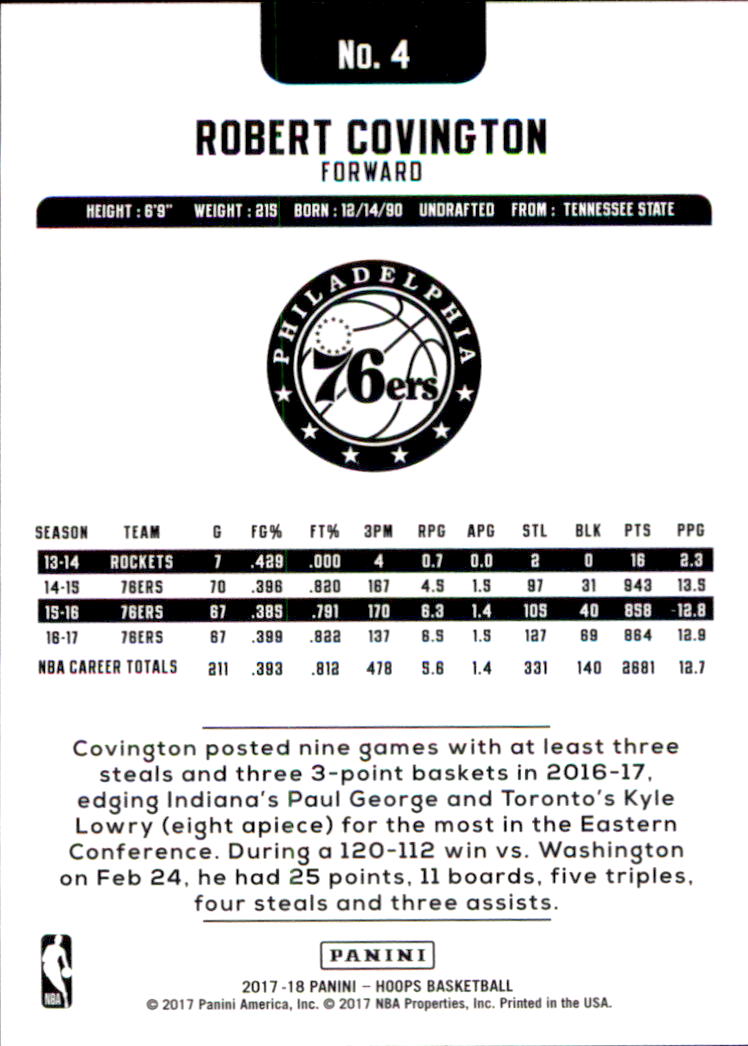 No. 4
ROBERT COVINGTON
FORWARD
HEIGHT : 6'9" WEIGHT : 215 BORN : 12/14/90 UNDRAFTED FROM : TENNESSEE STATE
PHILADELPHIA
76ers
SEASON TEAM G FG% FT% 3PM RPG APG STL BLK PTS PPG
13-14 ROCKETS 7 .429 .000 4 0.7 0.0 2 0 16 2.3
14-15 76ERS 70 .396 .820 167 4.5 1.5 97 31 943 13.5
15-16 76ERS 67 .385 .791 170 6.3 1.4 105 40 858 12.8
16-17 76ERS 67 .399 .822 137 6.5 1.5 127 69 864 12.9
NBA CAREER TOTALS 211 .393 .812 478 5.6 1.4 331 140 2681 12.7
Covington posted nine games with at least three
steals and three 3-point baskets in 2016-17,
edging Indiana's Paul George and Toronto's Kyle
Lowry (eight apiece) for the most in the Eastern
Conference. During a 120-112 win vs. Washington
on Feb 24, he had 25 points, 11 boards, five triples,
four steals and three assists.
PANINI
NBA
2017-18 PANINI – HOOPS BASKETBALL
© 2017 Panini America, Inc. © 2017 NBA Properties, Inc. Printed in the USA.